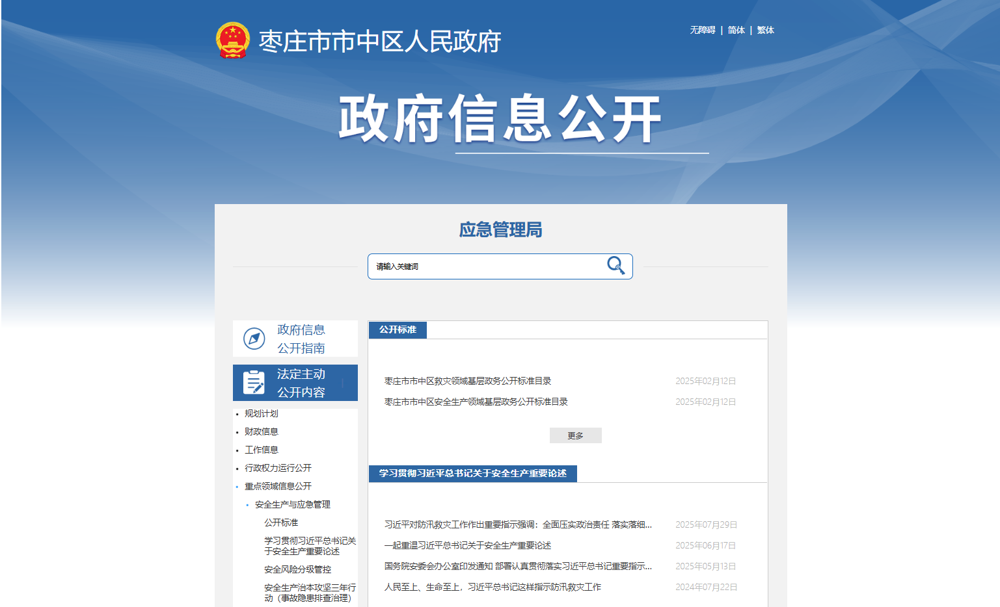 枣庄市市中区人民政府
无障碍 | 简体 | 繁体
政府信息公开
应急管理局
请输入关键词
政府信息
公开指南
法定主动
公开内容
规划计划
财政信息
工作信息
行政权力运行公开
重点领域信息公开
安全生产与应急管理
公开标准
学习贯彻习近平总书记关
于安全生产重要论述
安全风险分级管控
安全生产治本攻坚三年行
动（事故隐患排查治理）
公开标准
枣庄市市中区救灾领域基层政务公开标准目录 2025年02月12日
枣庄市市中区安全生产领域基层政务公开标准目录 2025年02月12日
更多
学习贯彻习近平总书记关于安全生产重要论述
习近平对防汛救灾工作作出重要指示强调：全面压实政治责任 落实落细... 2025年07月29日
一起重温习近平总书记关于安全生产重要论述 2025年06月17日
国务院安委会办公室印发通知 部署认真贯彻落实习近平总书记重要指示... 2025年05月13日
人民至上、生命至上，习近平总书记这样指示防汛救灾工作 2024年07月22日